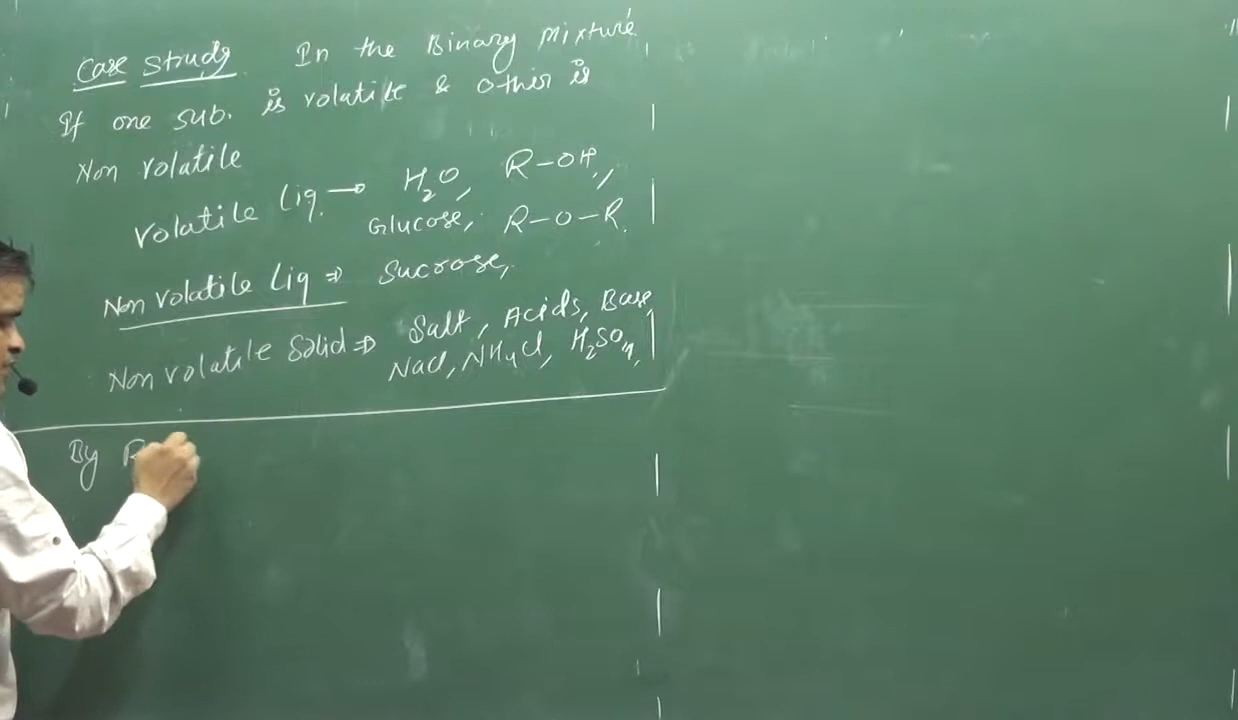 Case Study In the Binary Mixture
If one sub. is volatile & other is
Non volatile
Volatile Liq. → H2O, R-OH,
Glucose, R-O-R.
Non volatile Liq ⇒ Sucrose,
Non volatile Solid ⇒ Salt, Acids, Base,
NaCl, NH4Cl, H2SO4,
By R